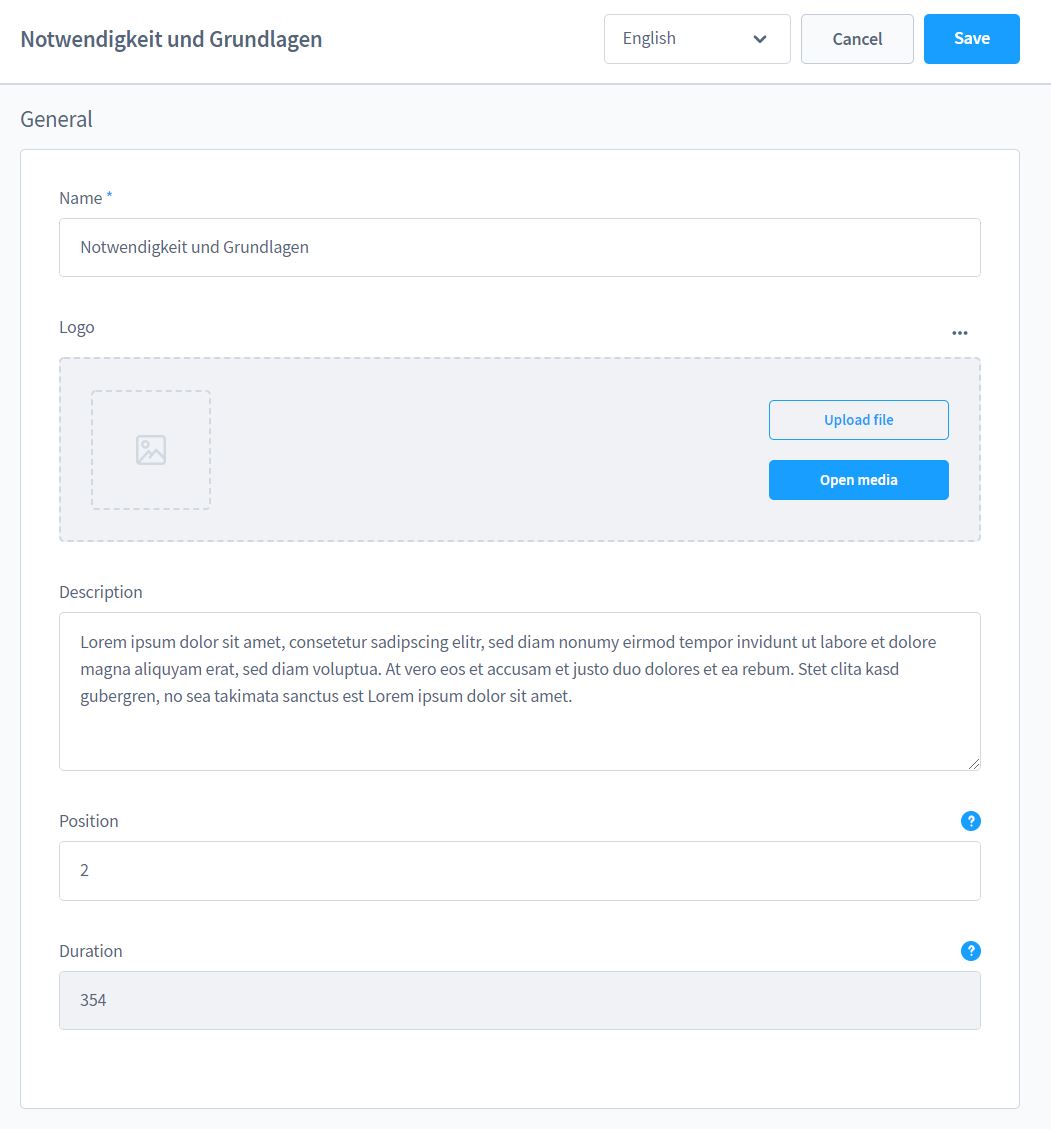 Notwendigkeit und Grundlagen
English
Cancel
Save
General
Name *
Notwendigkeit und Grundlagen
Logo
Upload file
Open media
Description
Lorem ipsum dolor sit amet, consetetur sadipscing elitr, sed diam nonumy eirmod tempor invidunt ut labore et dolore
magna aliquyam erat, sed diam voluptua. At vero eos et accusam et justo duo dolores et ea rebum. Stet clita kasd
gubergren, no sea takimata sanctus est Lorem ipsum dolor sit amet.
Position
?
2
Duration
?
354